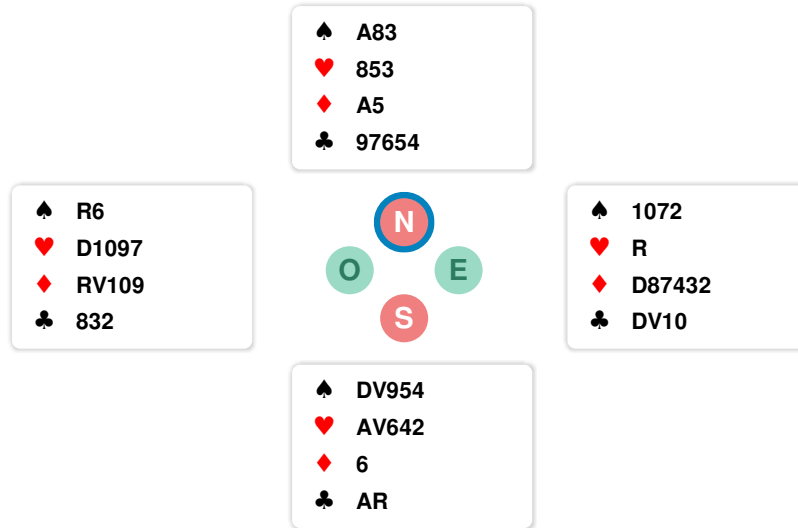 ♠ A83
♥ 853
♦ A5
♣ 97654
♠ R6
♥ D1097
♦ RV109
♣ 832
N
O E
S
♠ 1072
♥ R
♦ D87432
♣ DV10
♠ DV954
♥ AV642
♦ 6
♣ AR